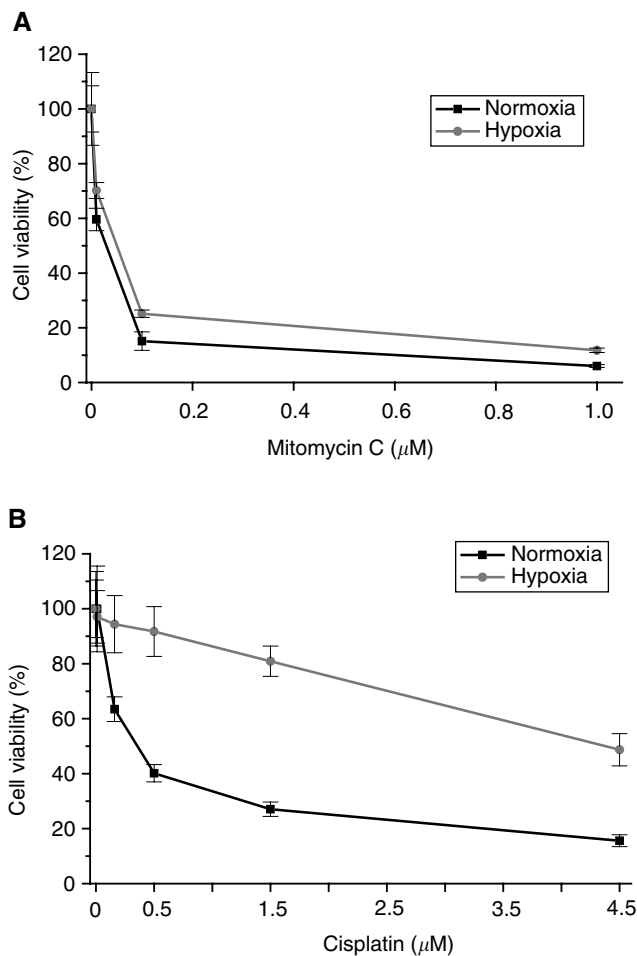 A
120
100
80
60
40
20
0
Cell viability (%)
Normoxia
Hypoxia
0 0.2 0.4 0.6 0.8 1.0
Mitomycin C (μM)
B
120
100
80
60
40
20
0
Cell viability (%)
Normoxia
Hypoxia
0 0.5 1.5 2.5 3.5 4.5
Cisplatin (μM)